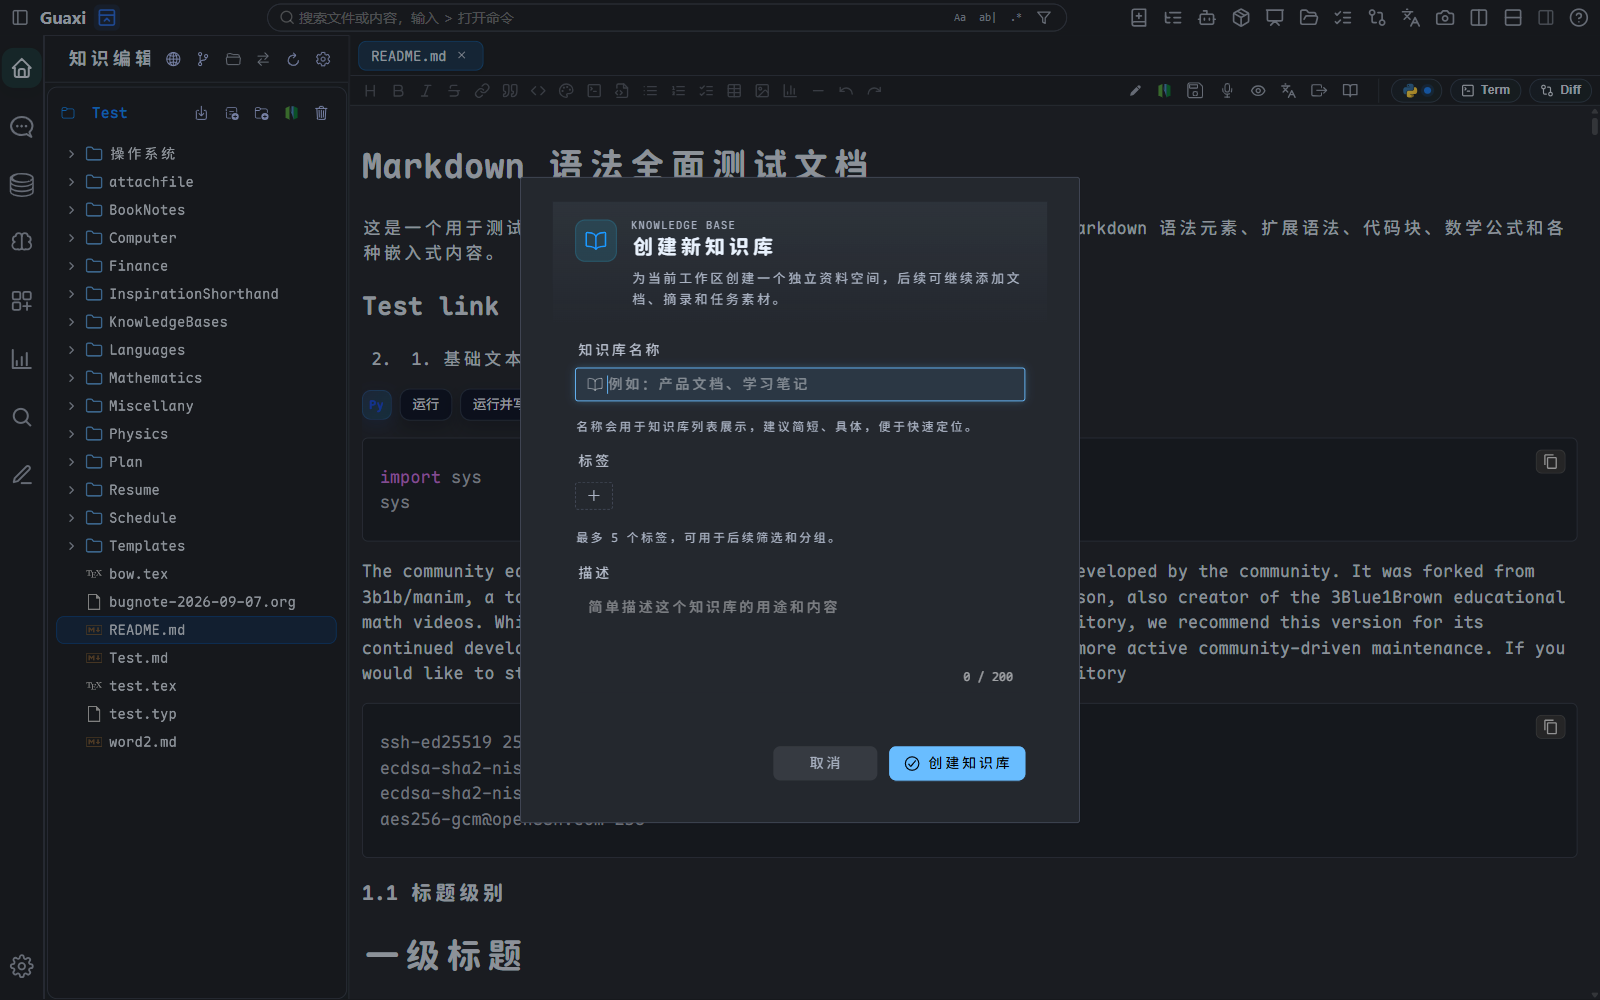 Guaxi
搜索文件或内容，输入 > 打开命令
Aa
ab|
.*
知识编辑
README.md ×
Term
Diff
Test
操作系统
attachfile
BookNotes
Computer
Finance
InspirationShorthand
KnowledgeBases
Languages
Mathematics
Miscellany
Physics
Plan
Resume
Schedule
Templates
TEX bow.tex
bugnote-2026-09-07.org
README.md
Test.md
TEX test.tex
test.typ
word2.md
Markdown 语法全面测试文档
这是一个用于测试
arkdown 语法元素、扩展语法、代码块、数学公式和各
种嵌入式内容。
Test link
2. 1. 基础文本
Py
运行
运行并写
import sys
sys
The community ed
eveloped by the community. It was forked from
3b1b/manim, a to
son, also creator of the 3Blue1Brown educational
math videos. Whi
itory, we recommend this version for its
continued develo
more active community-driven maintenance. If you
would like to st
itory
ssh-ed25519 25
ecdsa-sha2-nis
ecdsa-sha2-nis
aes256-gcm@openssh.com 256
1.1 标题级别
一级标题
KNOWLEDGE BASE
创建新知识库
为当前工作区创建一个独立资料空间，后续可继续添加文
档、摘录和任务素材。
知识库名称
例如：产品文档、学习笔记
名称会用于知识库列表展示，建议简短、具体，便于快速定位。
标签
最多 5 个标签，可用于后续筛选和分组。
描述
简单描述这个知识库的用途和内容
0 / 200
取消
创建知识库